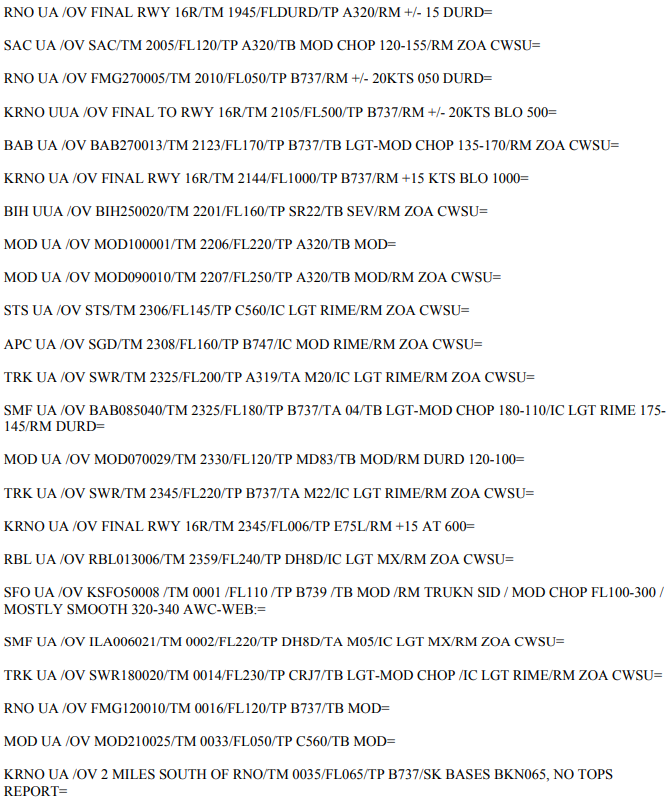 RNO UA /OV FINAL RWY 16R/TM 1945/FLDURD/TP A320/RM +/- 15 DURD=
SAC UA /OV SAC/TM 2005/FL120/TP A320/TB MOD CHOP 120-155/RM ZOA CWSU=
RNO UA /OV FMG270005/TM 2010/FL050/TP B737/RM +/- 20KTS 050 DURD=
KRNO UUA /OV FINAL TO RWY 16R/TM 2105/FL500/TP B737/RM +/- 20KTS BLO 500=
BAB UA /OV BAB270013/TM 2123/FL170/TP B737/TB LGT-MOD CHOP 135-170/RM ZOA CWSU=
KRNO UA /OV FINAL RWY 16R/TM 2144/FL1000/TP B737/RM +15 KTS BLO 1000=
BIH UUA /OV BIH250020/TM 2201/FL160/TP SR22/TB SEV/RM ZOA CWSU=
MOD UA /OV MOD100001/TM 2206/FL220/TP A320/TB MOD=
MOD UA /OV MOD090010/TM 2207/FL250/TP A320/TB MOD/RM ZOA CWSU=
STS UA /OV STS/TM 2306/FL145/TP C560/IC LGT RIME/RM ZOA CWSU=
APC UA /OV SGD/TM 2308/FL160/TP B747/IC MOD RIME/RM ZOA CWSU=
TRK UA /OV SWR/TM 2325/FL200/TP A319/TA M20/IC LGT RIME/RM ZOA CWSU=
SMF UA /OV BAB085040/TM 2325/FL180/TP B737/TA 04/TB LGT-MOD CHOP 180-110/IC LGT RIME 175-
145/RM DURD=
MOD UA /OV MOD070029/TM 2330/FL120/TP MD83/TB MOD/RM DURD 120-100=
TRK UA /OV SWR/TM 2345/FL220/TP B737/TA M22/IC LGT RIME/RM ZOA CWSU=
KRNO UA /OV FINAL RWY 16R/TM 2345/FL006/TP E75L/RM +15 AT 600=
RBL UA /OV RBL013006/TM 2359/FL240/TP DH8D/IC LGT MX/RM ZOA CWSU=
SFO UA /OV KSFO50008 /TM 0001 /FL110 /TP B739 /TB MOD /RM TRUKN SID / MOD CHOP FL100-300 /
MOSTLY SMOOTH 320-340 AWC-WEB:=
SMF UA /OV ILA006021/TM 0002/FL220/TP DH8D/TA M05/IC LGT MX/RM ZOA CWSU=
TRK UA /OV SWR180020/TM 0014/FL230/TP CRJ7/TB LGT-MOD CHOP /IC LGT RIME/RM ZOA CWSU=
RNO UA /OV FMG120010/TM 0016/FL120/TP B737/TB MOD=
MOD UA /OV MOD210025/TM 0033/FL050/TP C560/TB MOD=
KRNO UA /OV 2 MILES SOUTH OF RNO/TM 0035/FL065/TP B737/SK BASES BKN065, NO TOPS
REPORT=